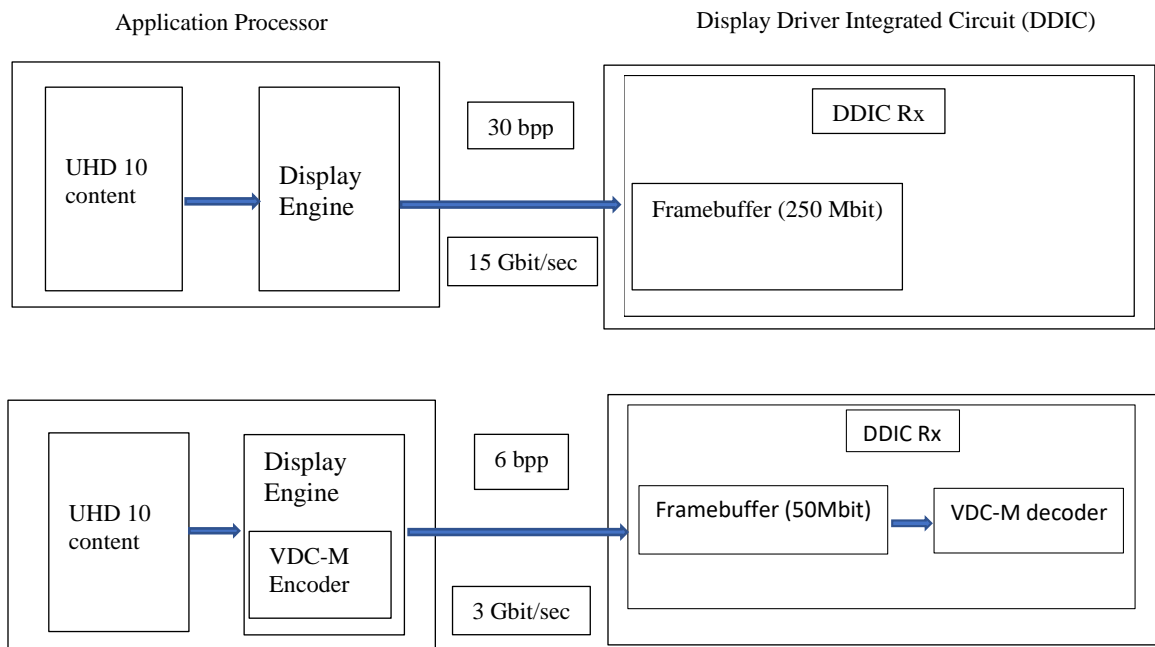 Application Processor
Display Driver Integrated Circuit (DDIC)
30 bpp
DDIC Rx
UHD 10
content
Display
Engine
Framebuffer (250 Mbit)
15 Gbit/sec
DDIC Rx
6 bpp
Display
Engine
UHD 10
content
Framebuffer (50Mbit)
VDC-M decoder
VDC-M
Encoder
3 Gbit/sec